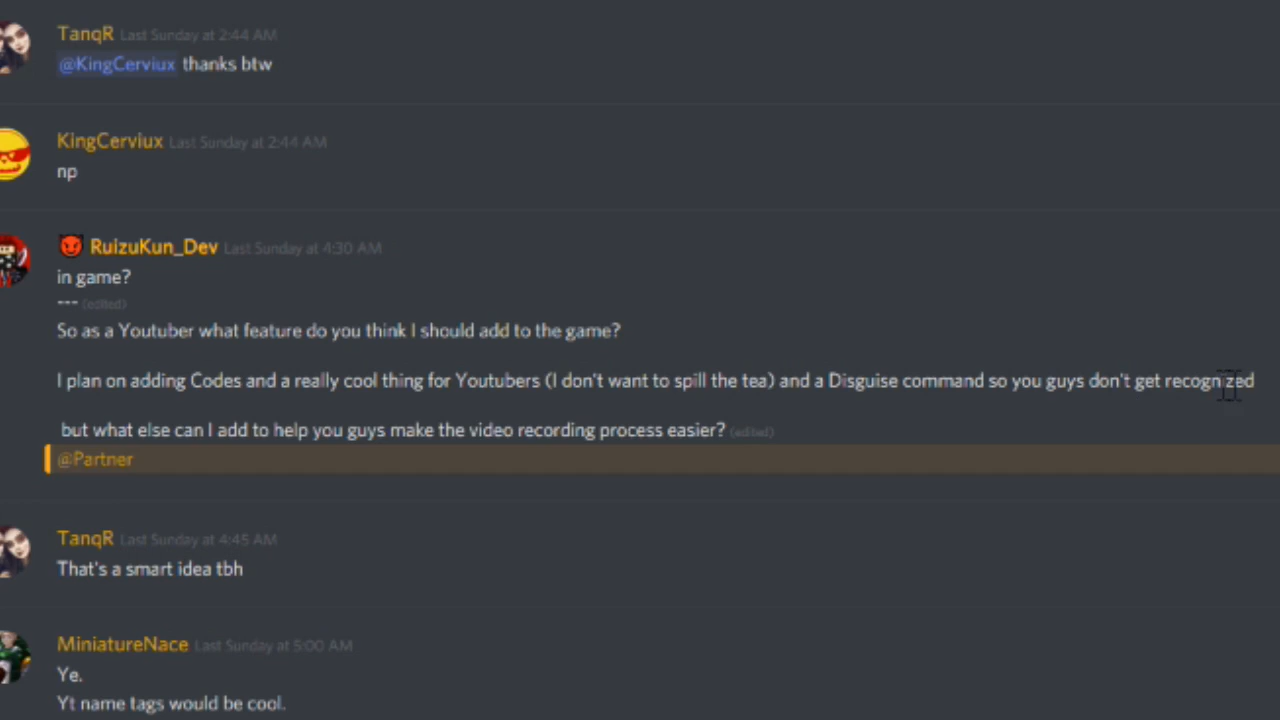 TanqR Last Sunday at 2:44 AM
@KingCerviux thanks btw
KingCerviux Last Sunday at 2:44 AM
np
RuizuKun_Dev Last Sunday at 4:30 AM
in game?
--- (edited)
So as a Youtuber what feature do you think I should add to the game?
I plan on adding Codes and a really cool thing for Youtubers (I don't want to spill the tea) and a Disguise command so you guys don't get recognized
but what else can I add to help you guys make the video recording process easier? (edited)
@Partner
TanqR Last Sunday at 4:45 AM
That's a smart idea tbh
MiniatureNace Last Sunday at 5:00 AM
Ye.
Yt name tags would be cool.